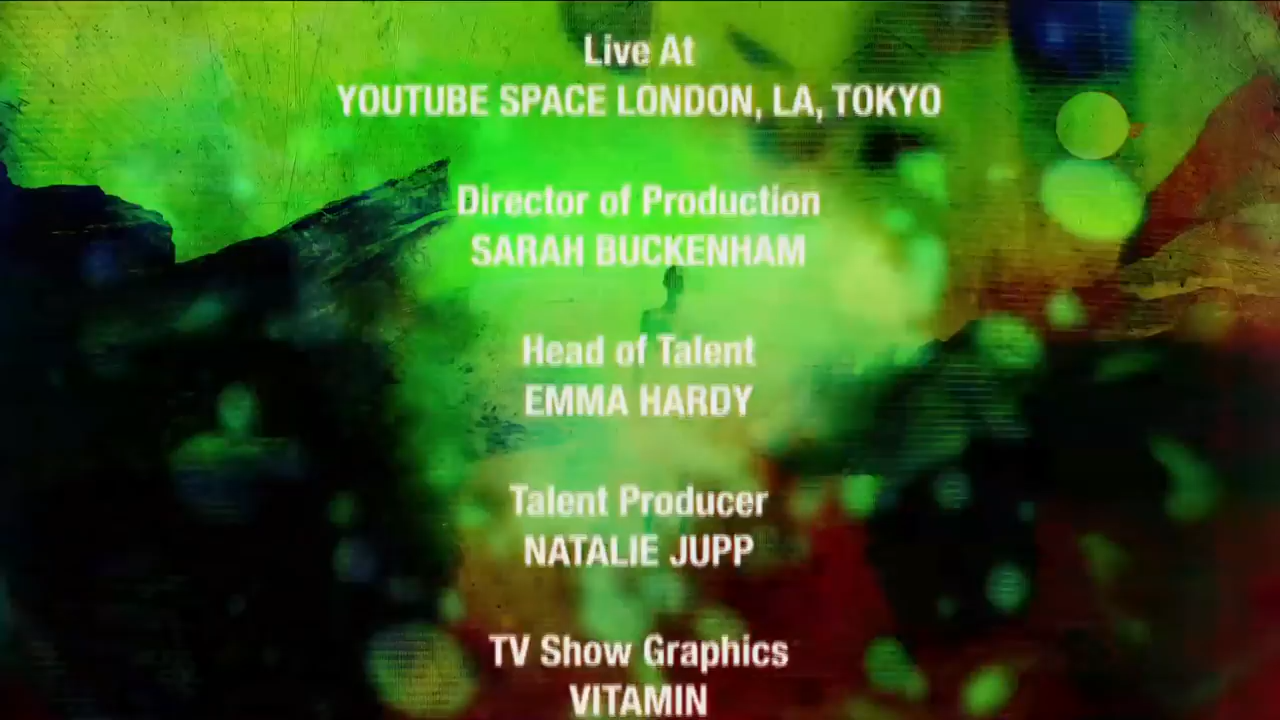 Live At
YOUTUBE SPACE LONDON, LA, TOKYO
Director of Production
SARAH BUCKENHAM
Head of Talent
EMMA HARDY
Talent Producer
NATALIE JUPP
TV Show Graphics
VITAMIN